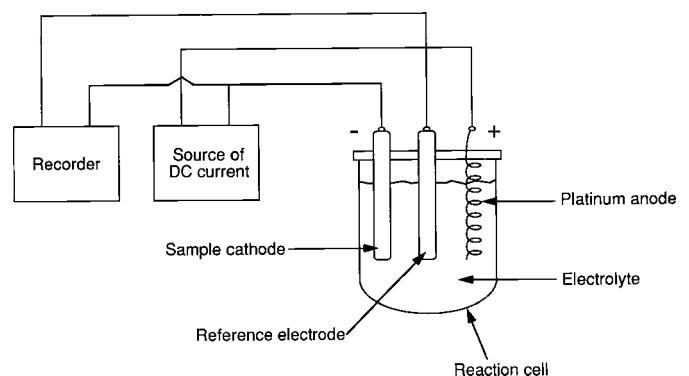 - +
Recorder
Source of
DC current
Platinum anode
Sample cathode
Electrolyte
Reference electrode
Reaction cell